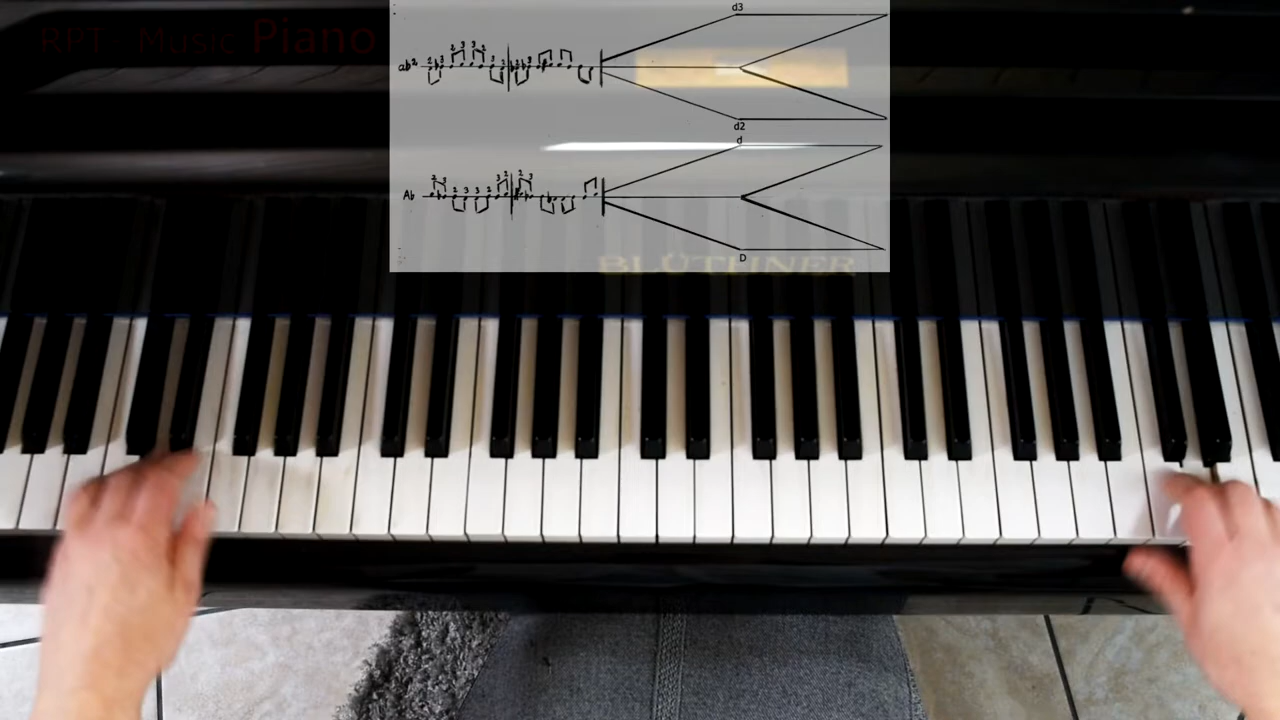 RPT- Music Piano
d3
ab²
d2
d
Ab
D
BLÜTHNER